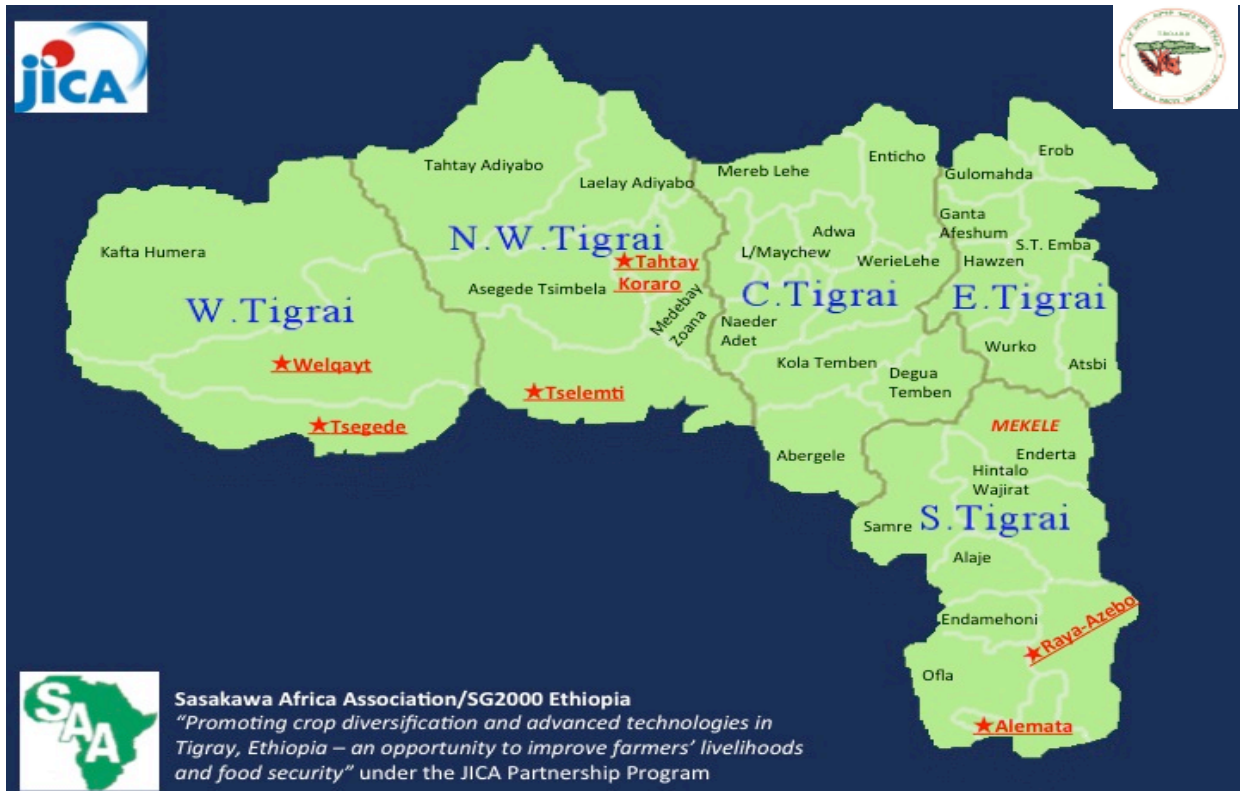 JICA
TBOARD
Erob
Enticho
Tahtay Adiyabo
Mereb Lehe
Gulomahda
Laelay Adiyabo
Ganta
Afeshum
Adwa
N.W.Tigrai
S.T. Emba
Kafta Humera
L/Maychew
WerieLehe
Hawzen
★Tahtay
Koraro
Asegede Tsimbela
C.Tigrai
E.Tigrai
W.Tigrai
Medebay
Zoana
Naeder
Adet
Wurko
★Welqayt
Kola Temben
Atsbi
Degua
Temben
★Tselemti
★Tsegede
MEKELE
Abergele
Enderta
Hintalo
Wajirat
S.Tigrai
Samre
Alaje
Endamehoni
★Raya-Azebo
Ofla
★Alemata
SAA
Sasakawa Africa Association/SG2000 Ethiopia
“Promoting crop diversification and advanced technologies in
Tigray, Ethiopia – an opportunity to improve farmers’ livelihoods
and food security” under the JICA Partnership Program